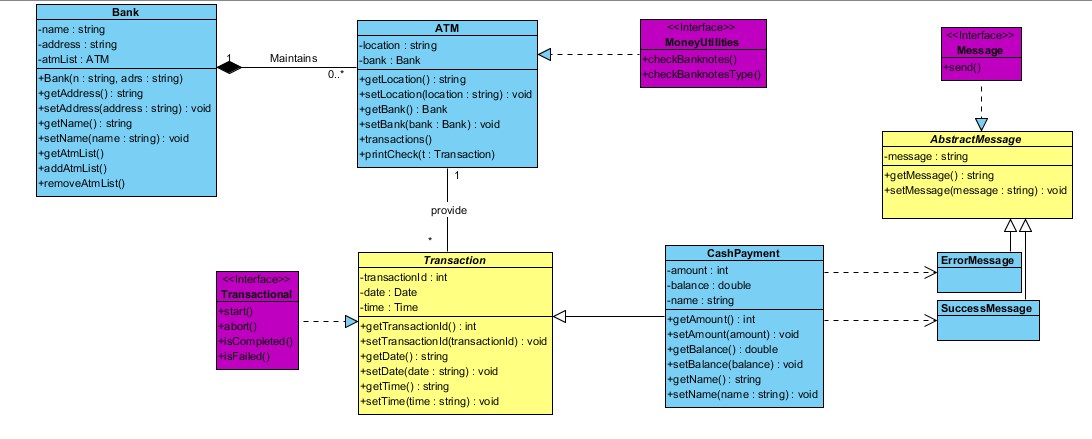 Bank
-name : string
-address : string
-atmList : ATM
+Bank(n : string, adrs : string)
+getAddress() : string
+setAddress(address : string) : void
+getName() : string
+setName(name : string) : void
+getAtmList()
+addAtmList()
+removeAtmList()
1
Maintains
0..*
ATM
-location : string
-bank : Bank
+getLocation() : string
+setLocation(location : string) : void
+getBank() : Bank
+setBank(bank : Bank) : void
+transactions()
+printCheck(t : Transaction)
<<Interface>>
MoneyUtilities
+checkBanknotes()
+checkBanknotesType()
<<Interface>>
Message
+send()
AbstractMessage
-message : string
+getMessage() : string
+setMessage(message : string) : void
1
provide
*
<<Interface>>
Transactional
+start()
+abort()
+isCompleted()
+isFailed()
Transaction
-transactionId : int
-date : Date
-time : Time
+getTransactionId() : int
+setTransactionId(transactionId) : void
+getDate() : string
+setDate(date : string) : void
+getTime() : string
+setTime(time : string) : void
CashPayment
-amount : int
-balance : double
-name : string
+getAmount() : int
+setAmount(amount) : void
+getBalance() : double
+setBalance(balance) : void
+getName() : string
+setName(name : string) : void
ErrorMessage
SuccessMessage